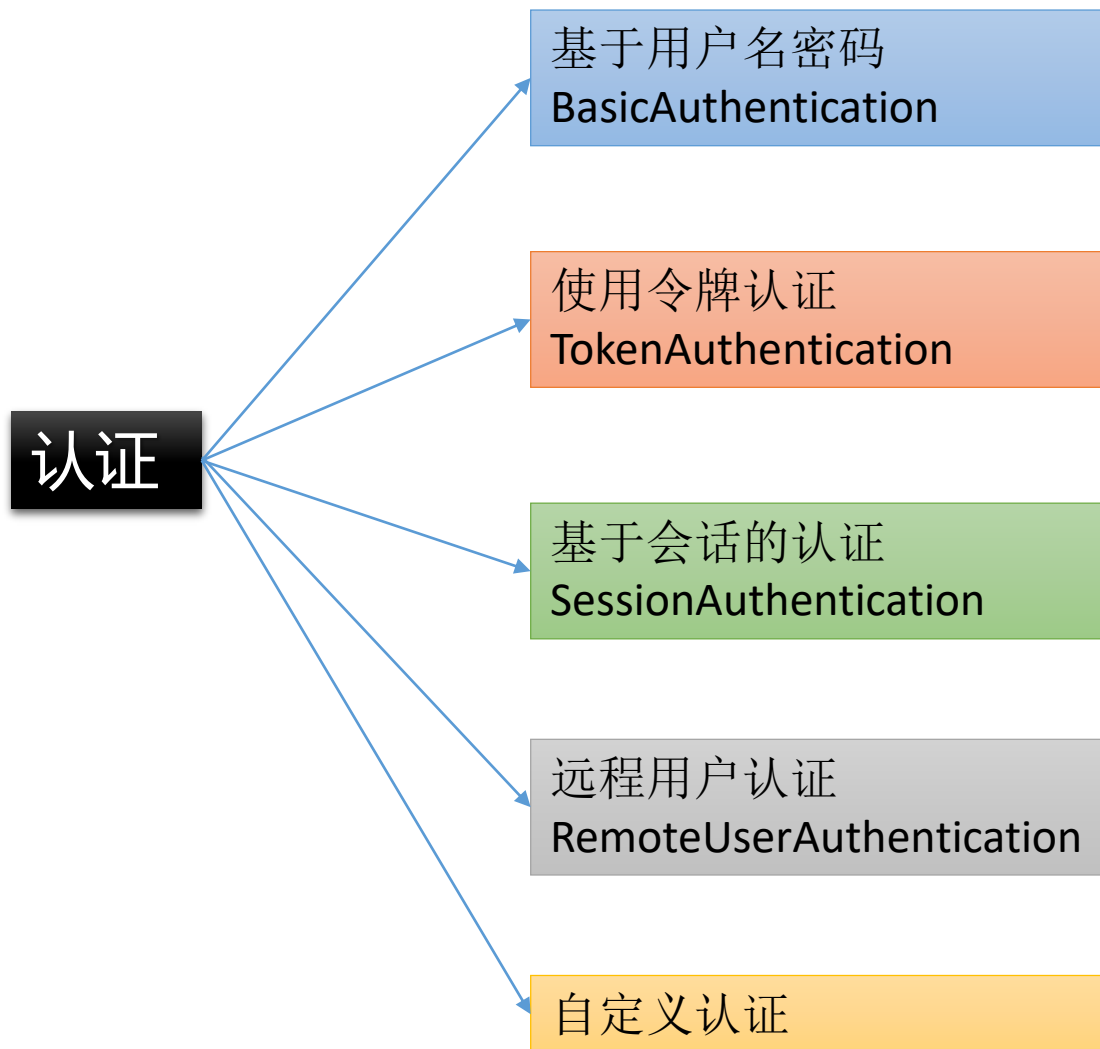 基于用户名密码
BasicAuthentication
使用令牌认证
TokenAuthentication
认证
基于会话的认证
SessionAuthentication
远程用户认证
RemoteUserAuthentication
自定义认证